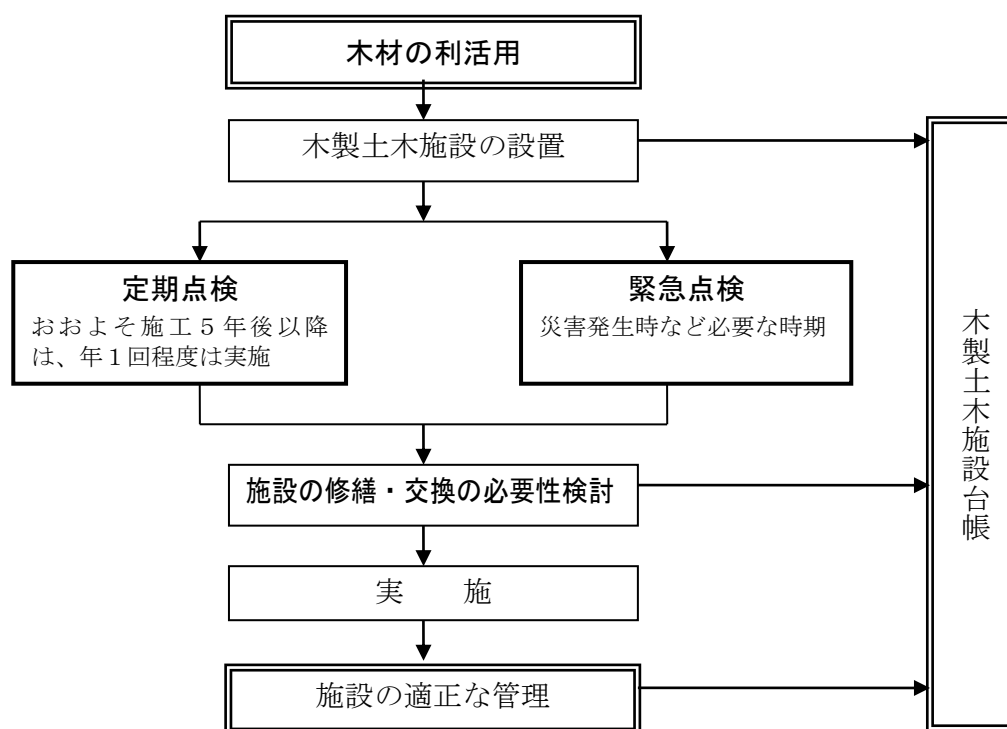 木材の利活用
木製土木施設の設置
定期点検
おおよそ施工５年後以降
は、年１回程度は実施
緊急点検
災害発生時など必要な時期
施設の修繕・交換の必要性検討
実　　施
施設の適正な管理
木製土木施設台帳